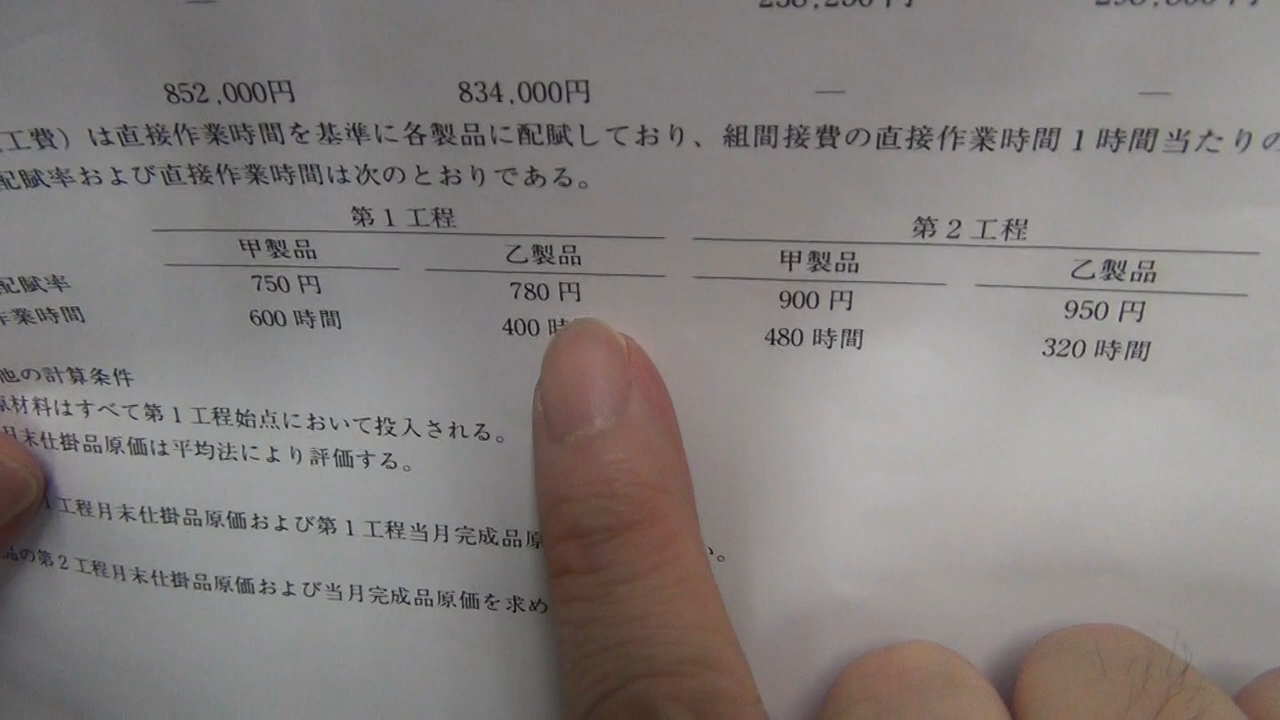 852,000円 834,000円 — —
工費）は直接作業時間を基準に各製品に配賦しており、組間接費の直接作業時間1時間当たりの
配賦率および直接作業時間は次のとおりである。
第1工程 第2工程
甲製品 乙製品 甲製品 乙製品
配賦率 750円 780円 900円 950円
作業時間 600時間 400時 480時間 320時間
他の計算条件
原材料はすべて第1工程始点において投入される。
月末仕掛品原価は平均法により評価する。
1工程月末仕掛品原価および第1工程当月完成品原 い。
品の第2工程月末仕掛品原価および当月完成品原価を求め